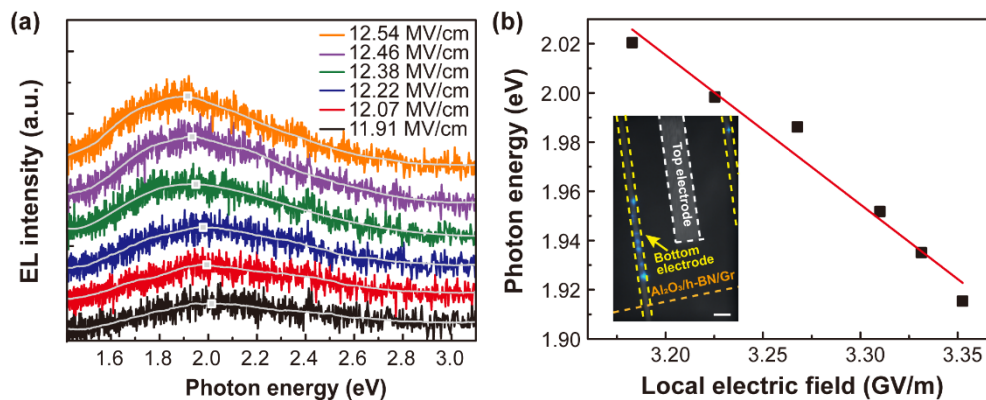 (a)
12.54 MV/cm
12.46 MV/cm
12.38 MV/cm
12.22 MV/cm
12.07 MV/cm
11.91 MV/cm
EL intensity (a.u.)
1.6 1.8 2.0 2.2 2.4 2.6 2.8 3.0
Photon energy (eV)
(b)
2.02
2.00
1.98
1.96
1.94
1.92
1.90
Photon energy (eV)
Top electrode
Bottom
electrode
Al₂O₃/h-BN/Gr
3.20 3.25 3.30 3.35
Local electric field (GV/m)